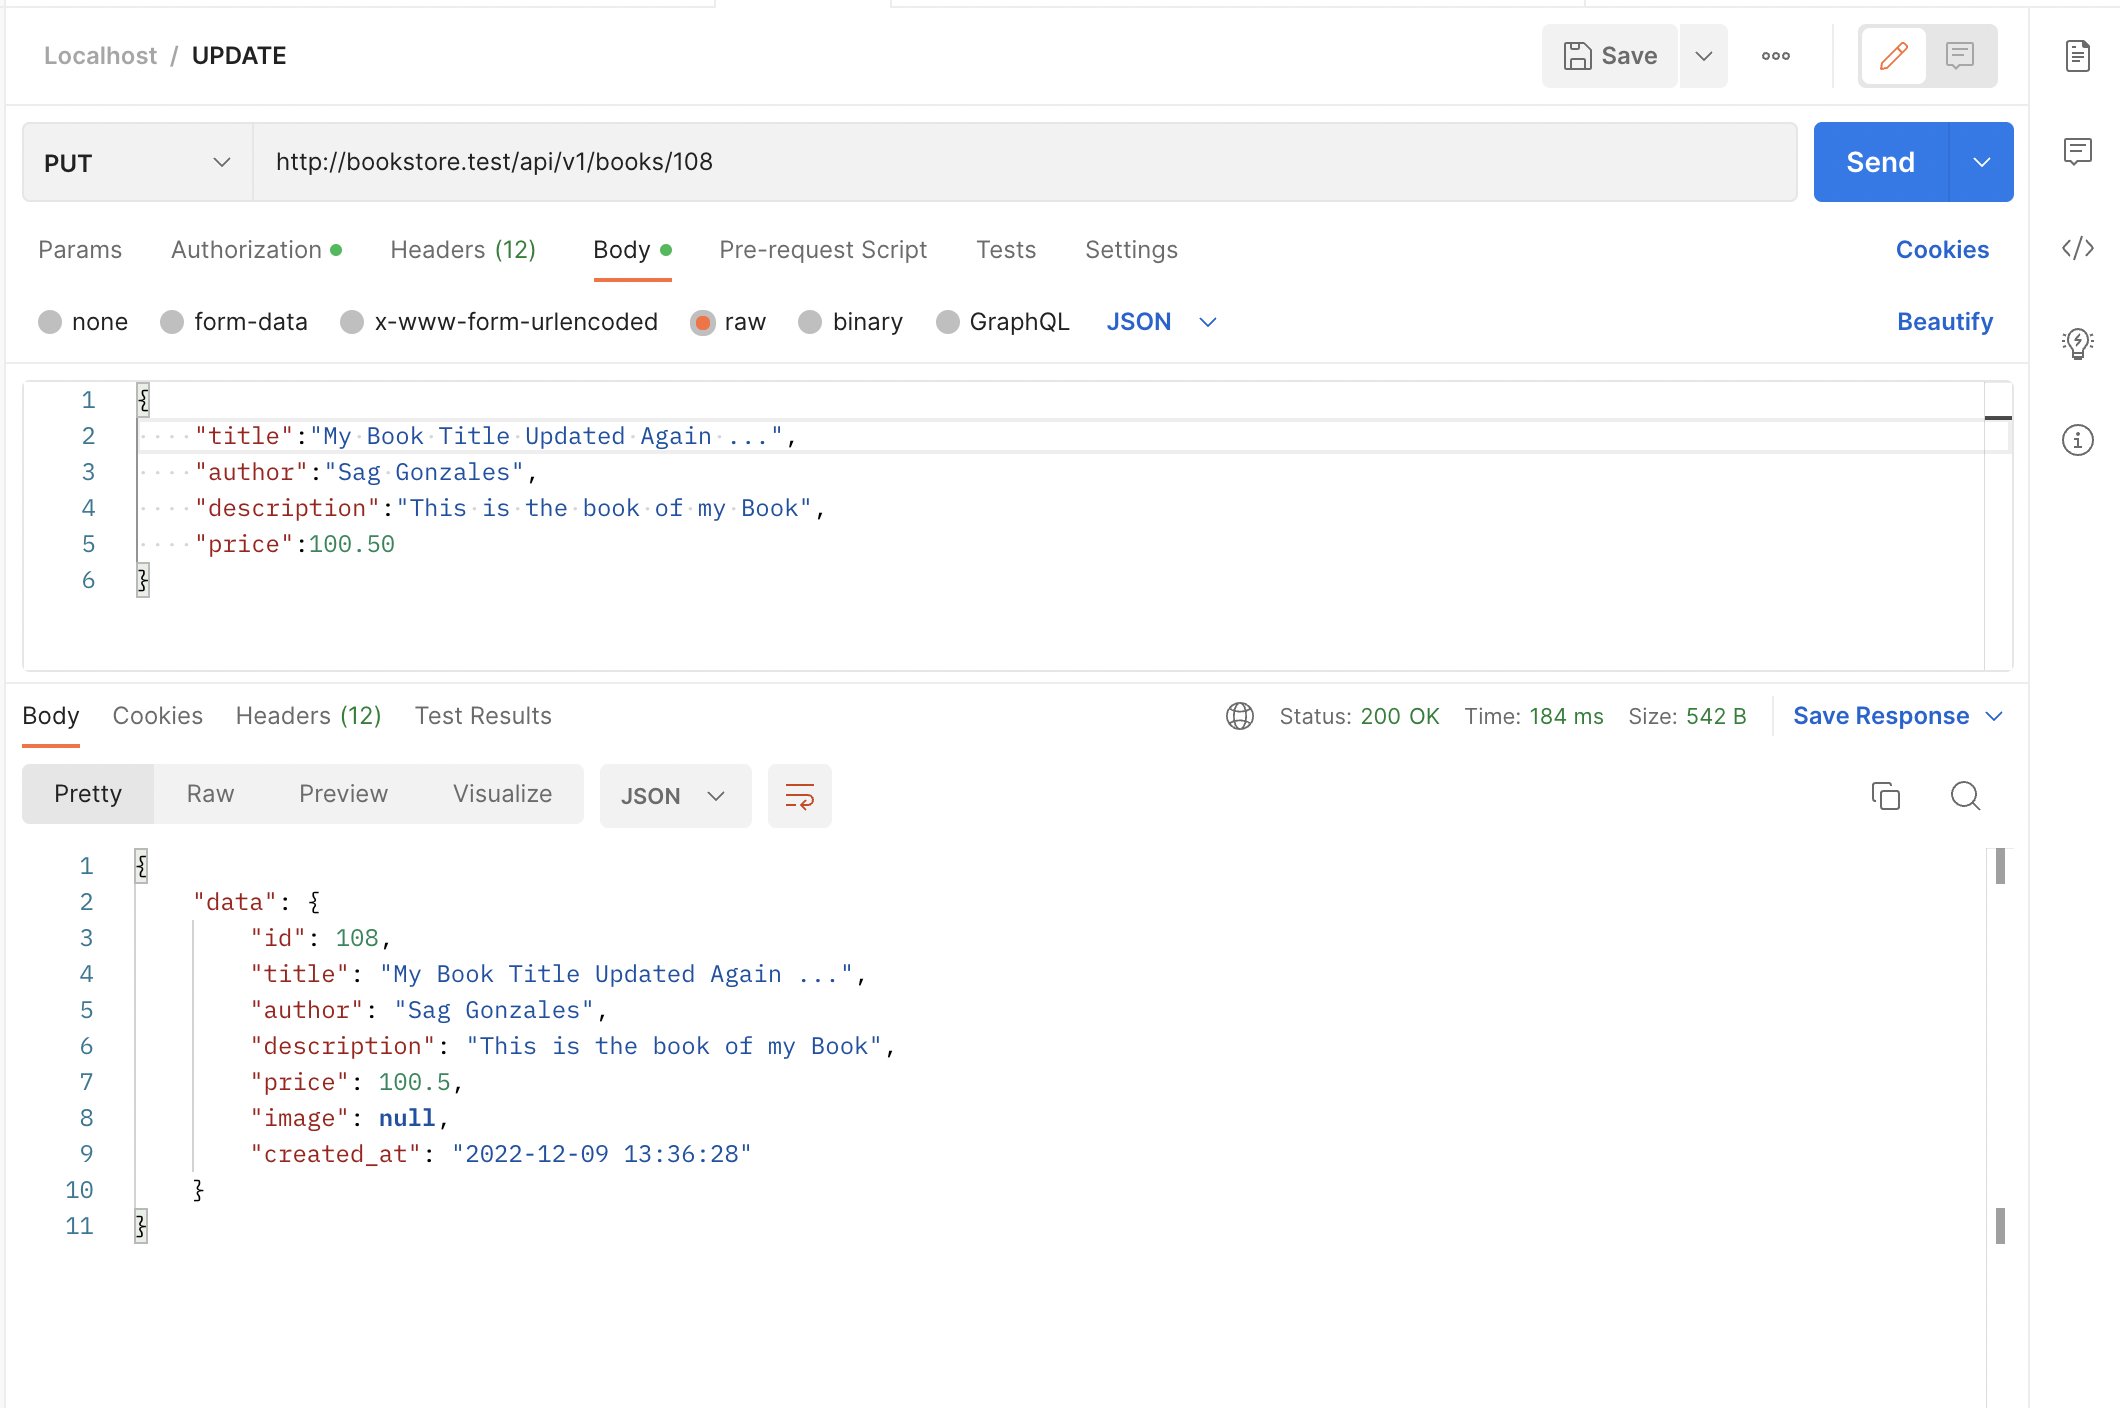 Localhost / UPDATE
Save
PUT http://bookstore.test/api/v1/books/108 Send
Params Authorization Headers (12) Body Pre-request Script Tests Settings Cookies
none form-data x-www-form-urlencoded raw binary GraphQL JSON Beautify
1 {
2 "title":"My Book Title Updated Again ...",
3 "author":"Sag Gonzales",
4 "description":"This is the book of my Book",
5 "price":100.50
6 }
Body Cookies Headers (12) Test Results Status: 200 OK Time: 184 ms Size: 542 B Save Response
Pretty Raw Preview Visualize JSON
1 {
2 "data": {
3 "id": 108,
4 "title": "My Book Title Updated Again ...",
5 "author": "Sag Gonzales",
6 "description": "This is the book of my Book",
7 "price": 100.5,
8 "image": null,
9 "created_at": "2022-12-09 13:36:28"
10 }
11 }